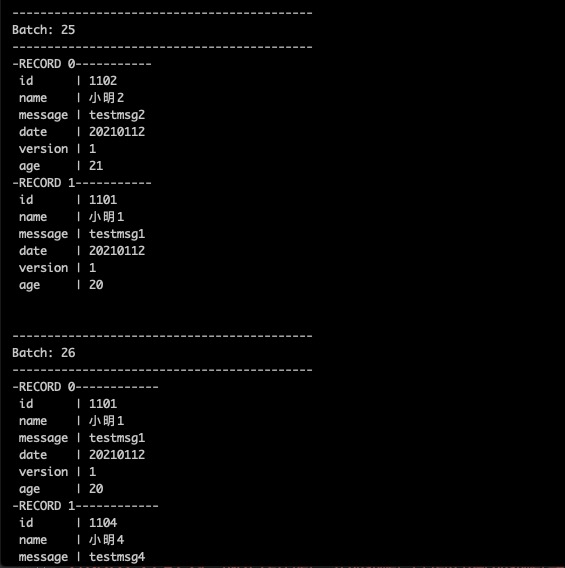 -------------------------------------------
Batch: 25
-------------------------------------------
-RECORD 0-----------
 id      | 1102
 name    | 小明2
 message | testmsg2
 date    | 20210112
 version | 1
 age     | 21
-RECORD 1-----------
 id      | 1101
 name    | 小明1
 message | testmsg1
 date    | 20210112
 version | 1
 age     | 20
-------------------------------------------
Batch: 26
-------------------------------------------
-RECORD 0------------
 id      | 1101
 name    | 小明1
 message | testmsg1
 date    | 20210112
 version | 1
 age     | 20
-RECORD 1------------
 id      | 1104
 name    | 小明4
 message | testmsg4